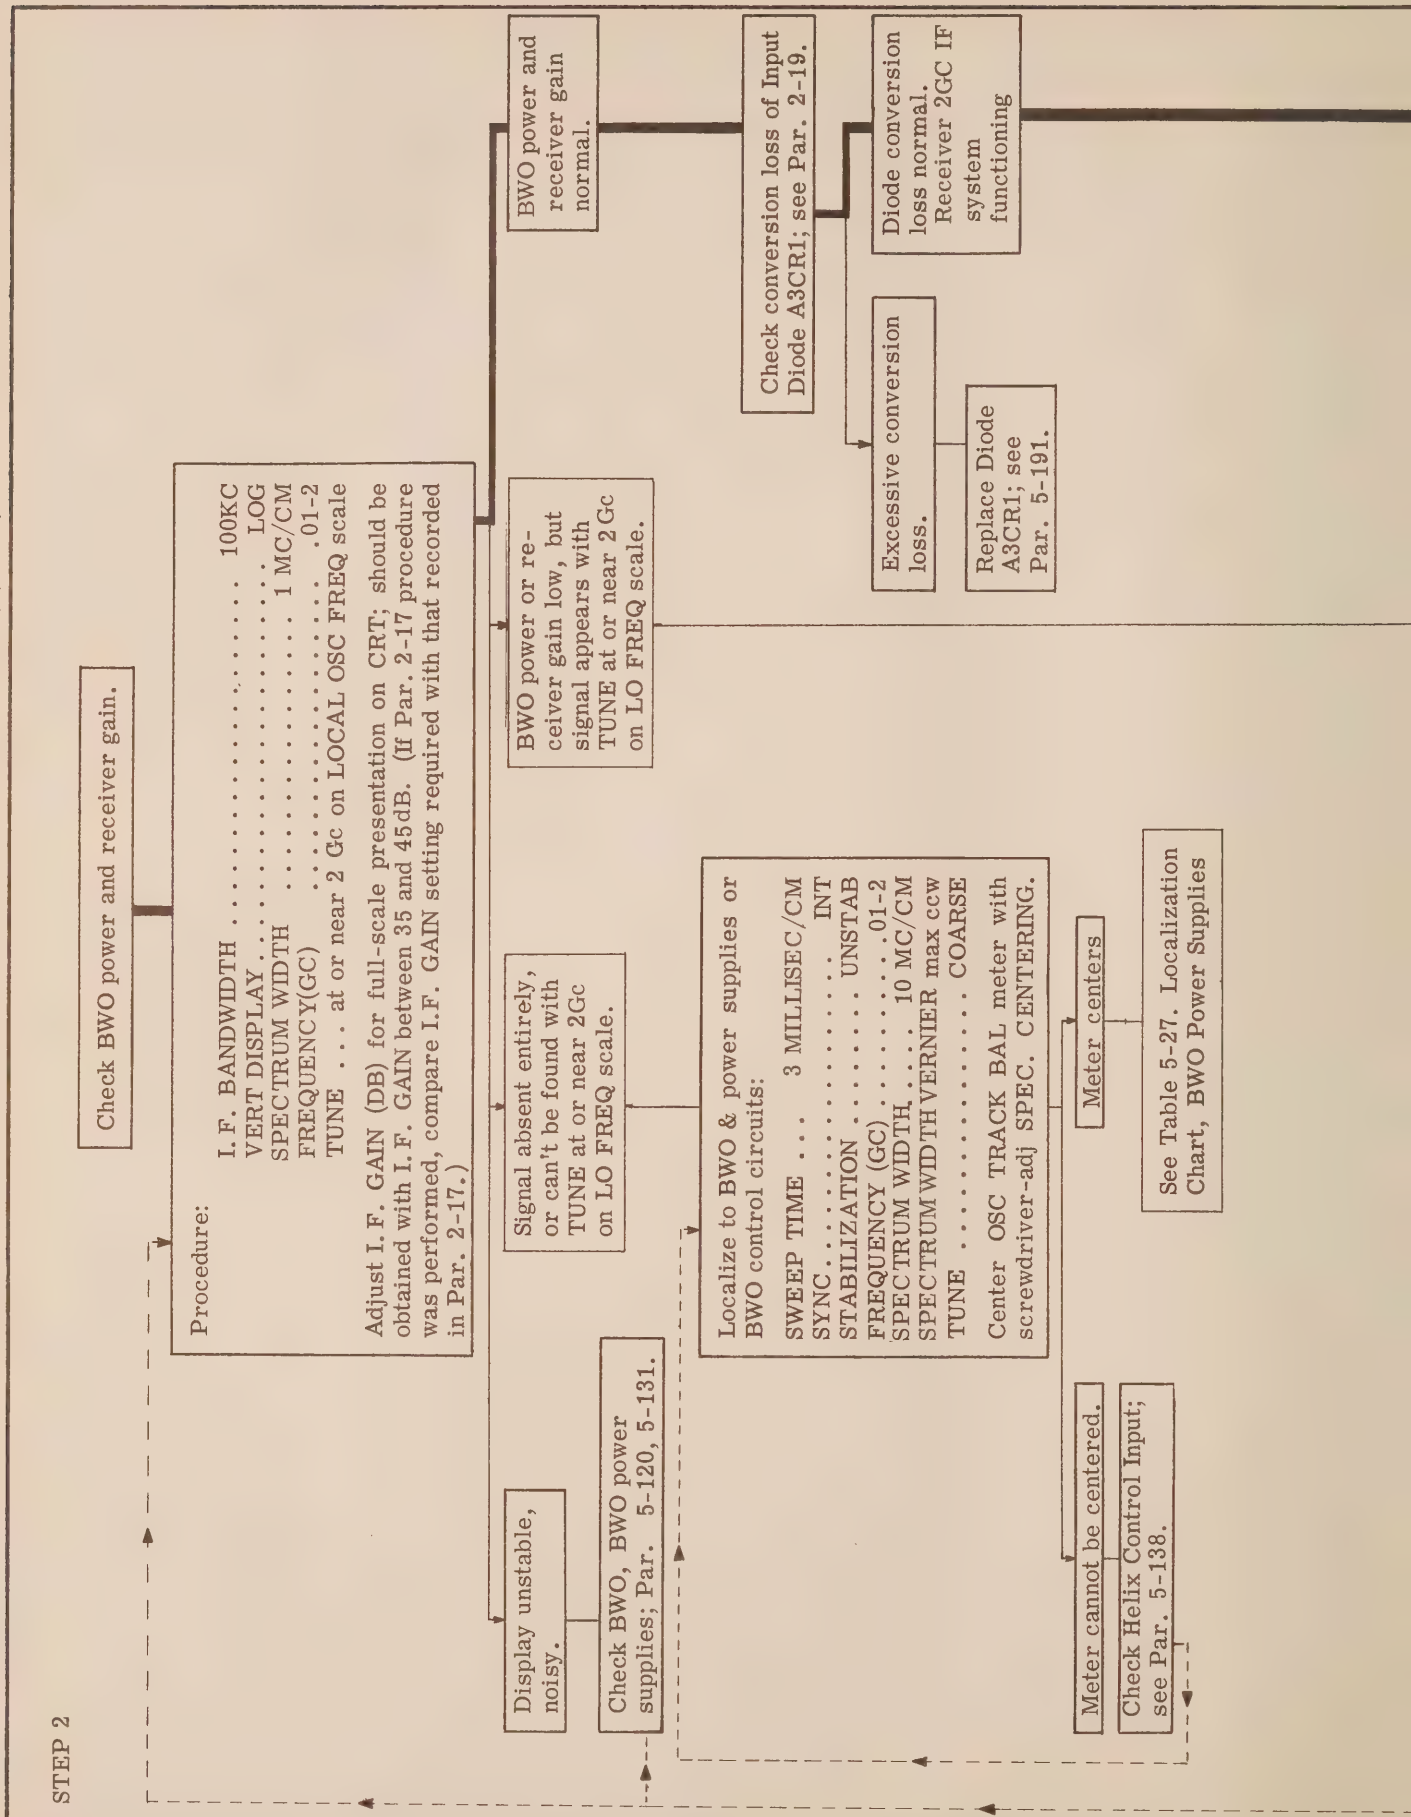 STEP 2
Check BWO power and receiver gain.
Procedure:
I.F. BANDWIDTH . . . . . . . . . . . . . . . . . 100KC
VERT DISPLAY . . . . . . . . . . . . . . . . . . LOG
SPECTRUM WIDTH . . . . . . . . . . . . . 1 MC/CM
FREQUENCY(GC) . . . . . . . . . . . . . . . . .01-2
TUNE . . . at or near 2 Gc on LOCAL OSC FREQ scale
Adjust I.F. GAIN (DB) for full-scale presentation on CRT; should be
obtained with I.F. GAIN between 35 and 45dB. (If Par. 2-17 procedure
was performed, compare I.F. GAIN setting required with that recorded
in Par. 2-17.)
Display unstable,
noisy.
Check BWO, BWO power
supplies; Par. 5-120, 5-131.
Signal absent entirely,
or can't be found with
TUNE at or near 2Gc
on LO FREQ scale.
Localize to BWO & power supplies or
BWO control circuits:
SWEEP TIME . . . 3 MILLISEC/CM
SYNC. . . . . . . . . . . . . . . . INT
STABILIZATION . . . . . . . UNSTAB
FREQUENCY (GC) . . . . . . . . .01-2
SPECTRUM WIDTH . . . . . 10 MC/CM
SPECTRUM WIDTH VERNIER max ccw
TUNE . . . . . . . . . . . . . COARSE
Center OSC TRACK BAL meter with
screwdriver-adj SPEC. CENTERING.
Meter cannot be centered.
Check Helix Control Input;
see Par. 5-138.
Meter centers
See Table 5-27. Localization
Chart, BWO Power Supplies
BWO power or re-
ceiver gain low, but
signal appears with
TUNE at or near 2 Gc
on LO FREQ scale.
BWO power and
receiver gain
normal.
Check conversion loss of Input
Diode A3CR1; see Par. 2-19.
Excessive conversion
loss.
Replace Diode
A3CR1; see
Par. 5-191.
Diode conversion
loss normal.
Receiver 2GC IF
system
functioning